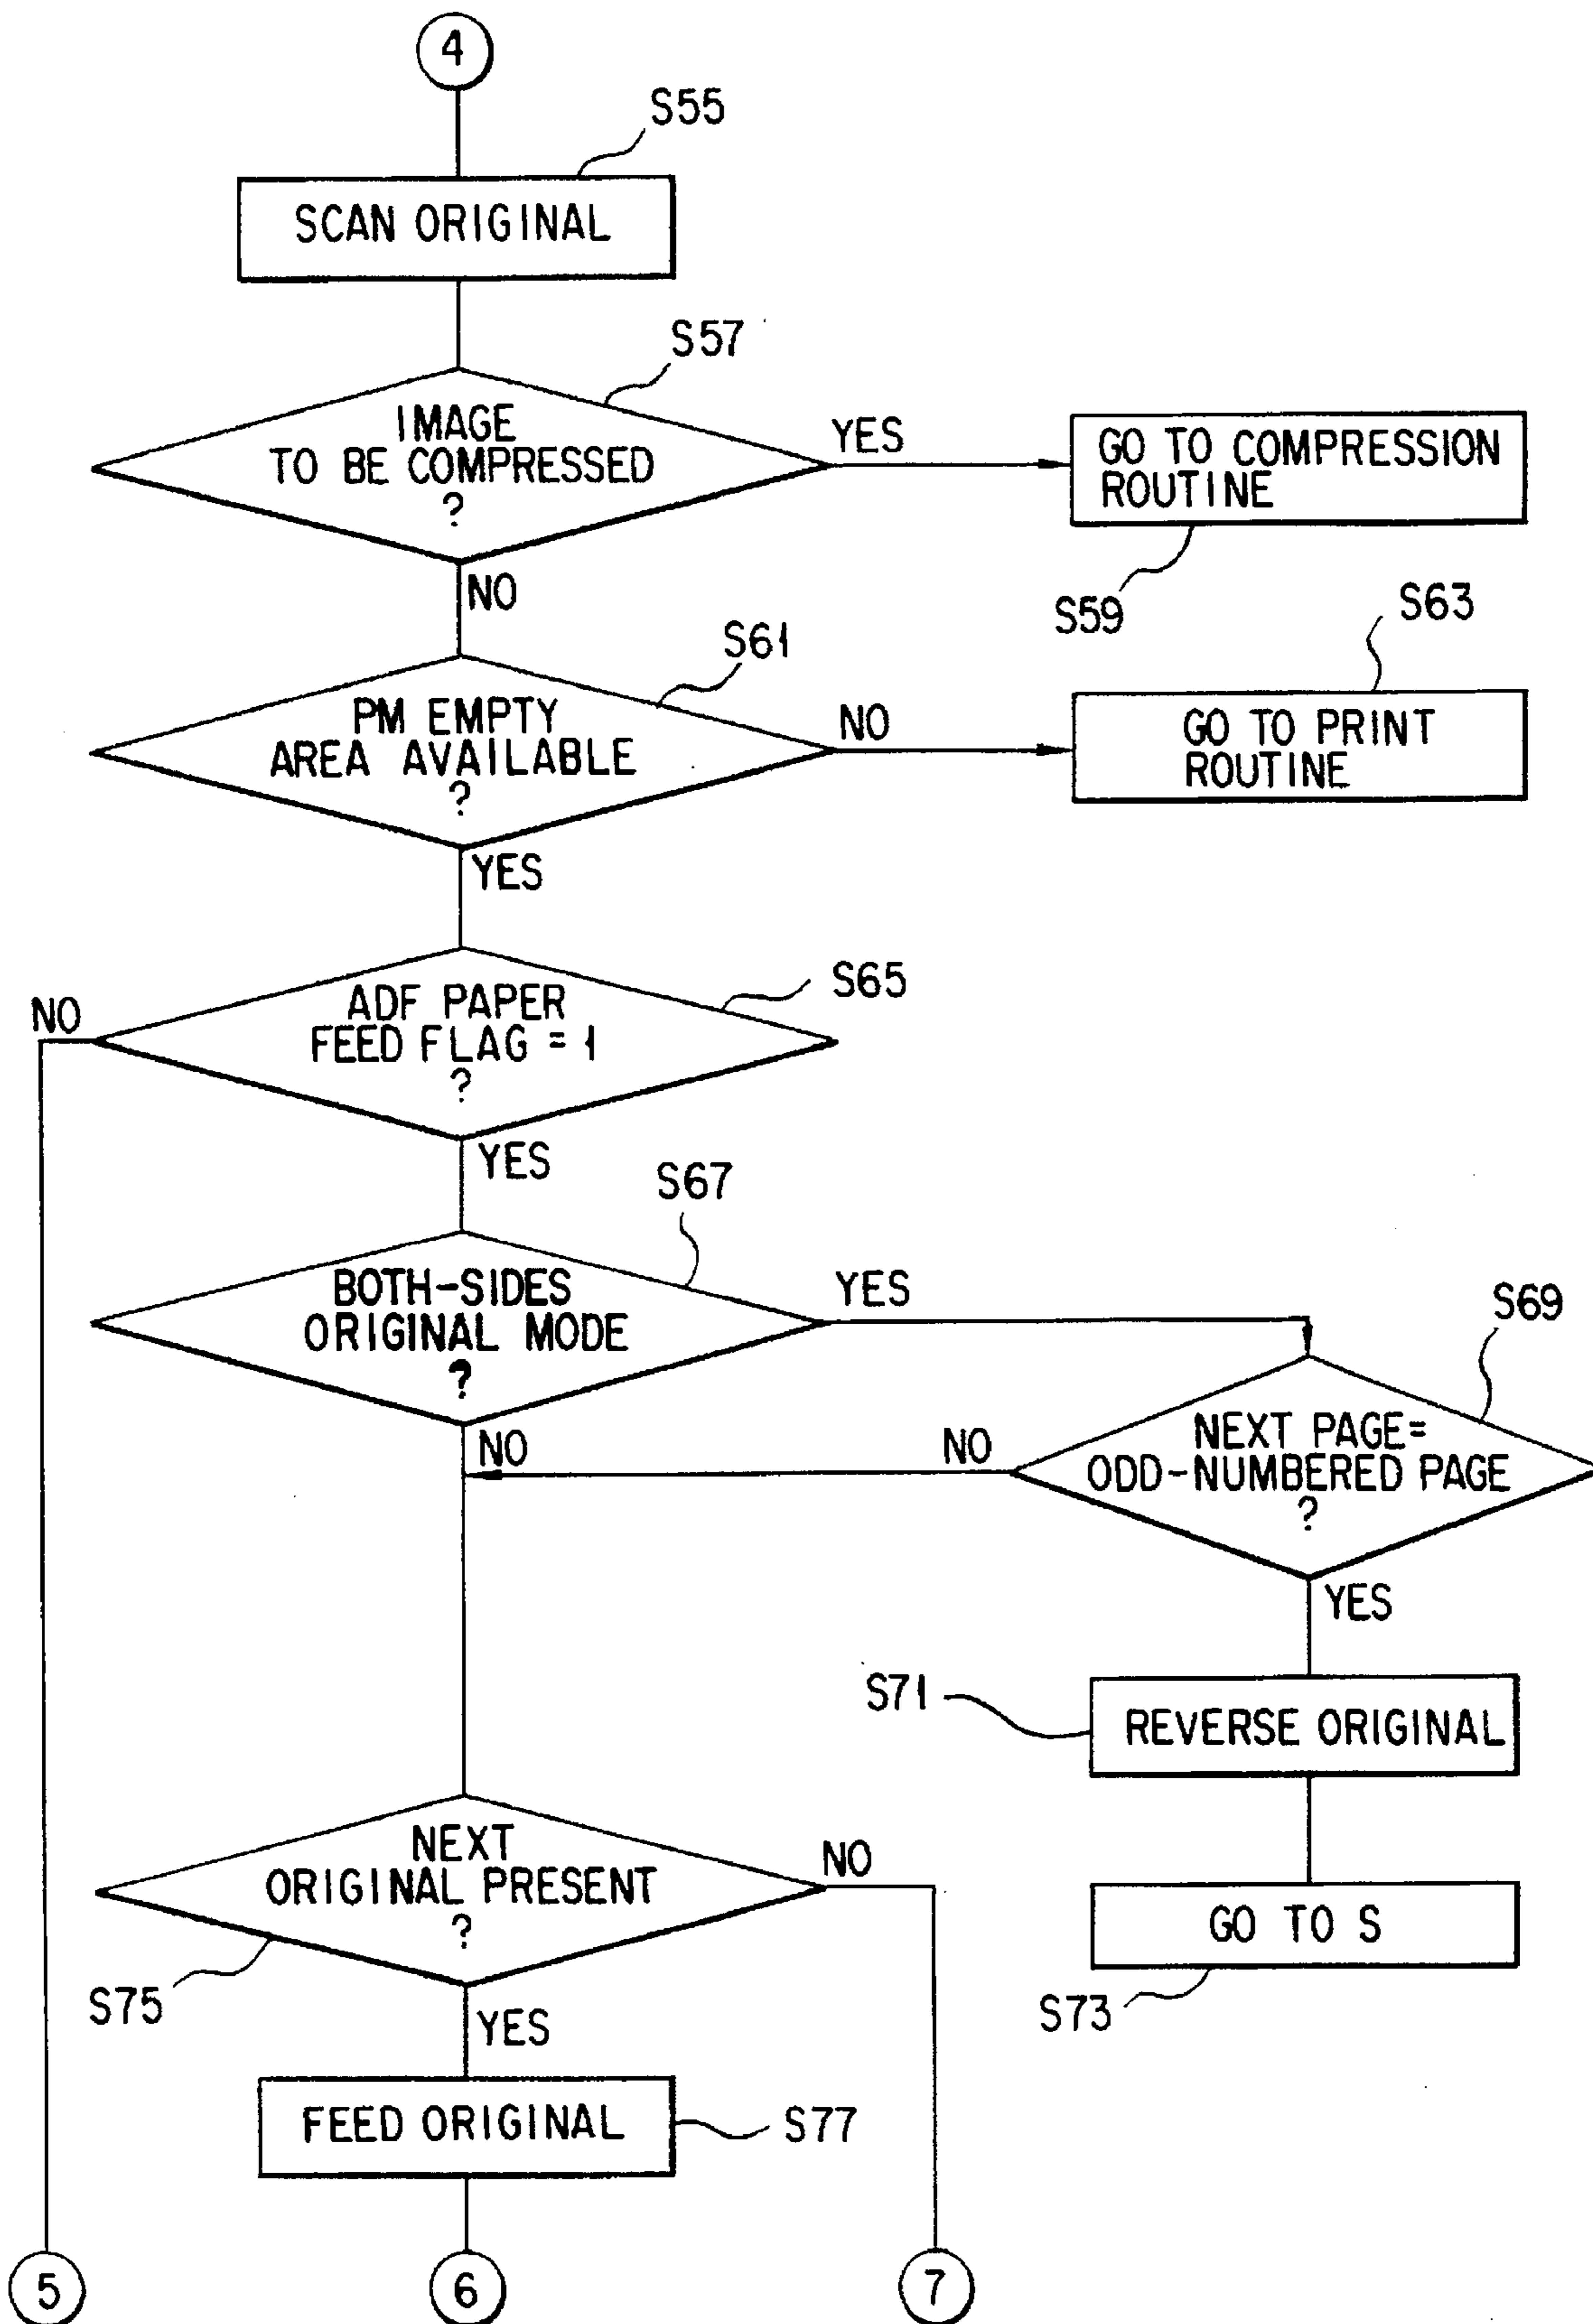 4
S55
SCAN ORIGINAL
S57
IMAGE
TO BE COMPRESSED
?
YES
GO TO COMPRESSION
ROUTINE
S59
NO
S61
PM EMPTY
AREA AVAILABLE
?
NO
S63
GO TO PRINT
ROUTINE
YES
S65
ADF PAPER
FEED FLAG = 1
?
NO
YES
S67
BOTH-SIDES
ORIGINAL MODE
?
YES
S69
NEXT PAGE=
ODD-NUMBERED PAGE
?
NO
NO
YES
S71
REVERSE ORIGINAL
GO TO S
S73
NEXT
ORIGINAL PRESENT
?
NO
S75
YES
FEED ORIGINAL
S77
5
6
7